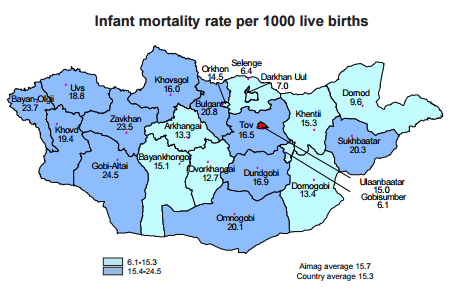 Infant mortality rate per 1000 live births
Selenge
6.4
Orkhon
14.5
Darkhan Uul
7.0
Khovsgol
16.0
Uvs
18.8
Bayan-Olgii
23.7
Dornod
9.6
Bulgan
20.8
Zavkhan
23.5
Khentii
15.3
Arkhangai
13.3
Tov
16.5
Khovd
19.4
Sukhbaatar
20.3
Gobi-Altai
24.5
Bayankhongor
15.1
Ovorkhangai
12.7
Dundgobi
16.9
Dornogobi
13.4
Ulaanbaatar
15.0
Gobisumber
6.1
Omnogobi
20.1
6.1-15.3
15.4-24.5
Aimag average 15.7
Country average 15.3